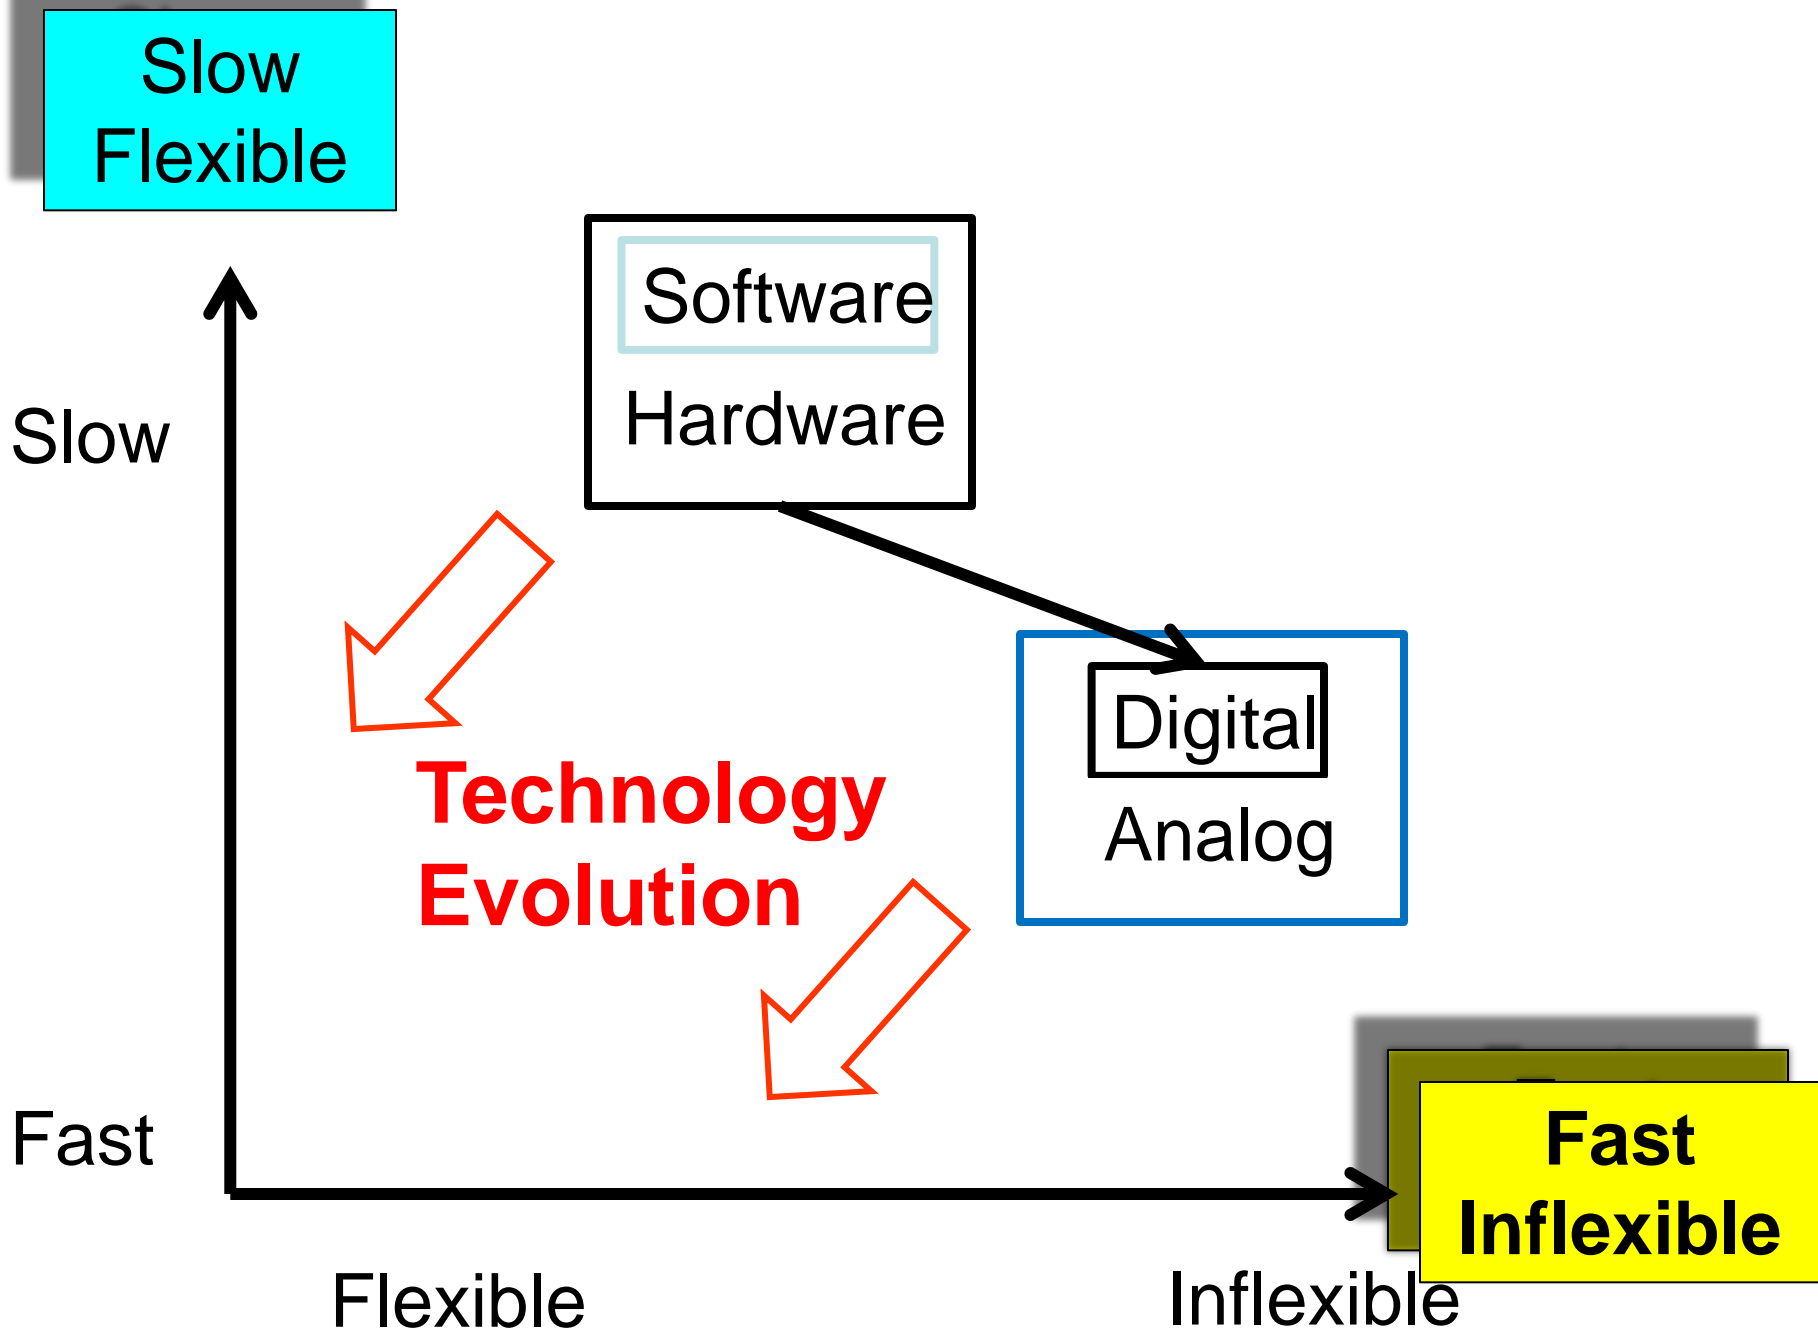 Slow
Flexible
Software
Hardware
Slow
Digital
Analog
Technology
Evolution
Fast
Fast
Inflexible
Flexible
Inflexible